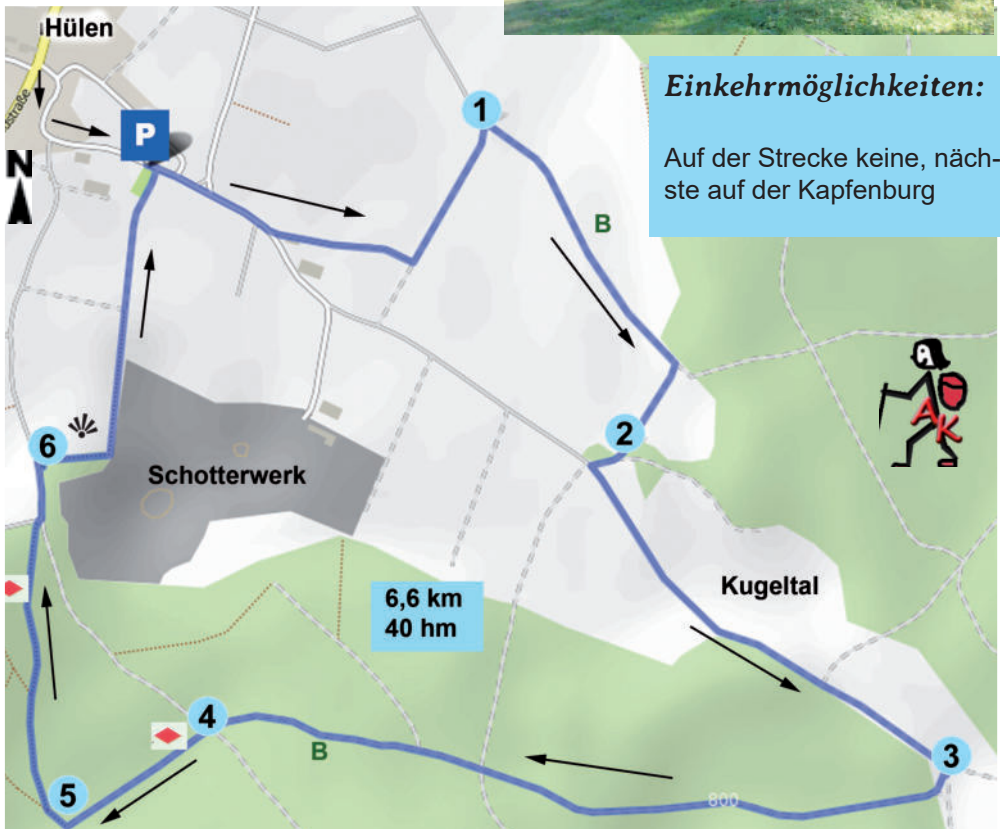 Hülen
dstraße
P
N
1
Einkehrmöglichkeiten:
Auf der Strecke keine, näch-
ste auf der Kapfenburg
B
2
AK
6
Schotterwerk
6,6 km
40 hm
Kugeltal
4
B
3
5
800